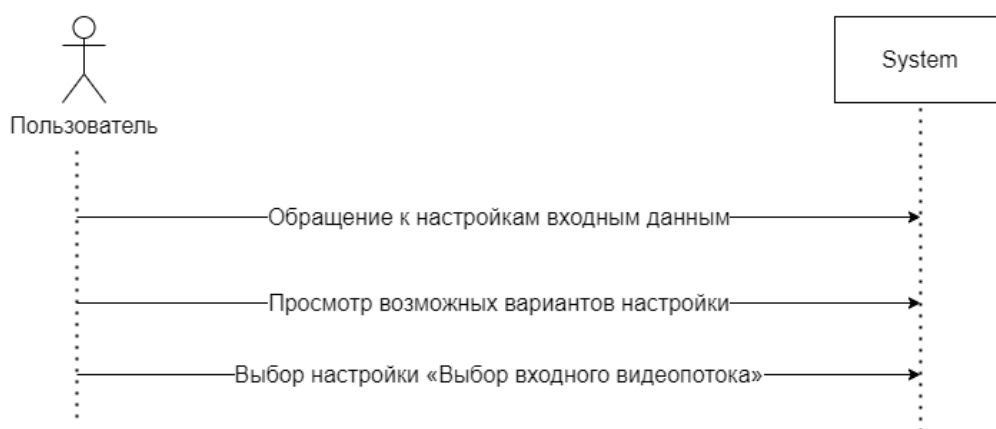 System
Пользователь
Обращение к настройкам входным данным
Просмотр возможных вариантов настройки
Выбор настройки «Выбор входного видеопотока»